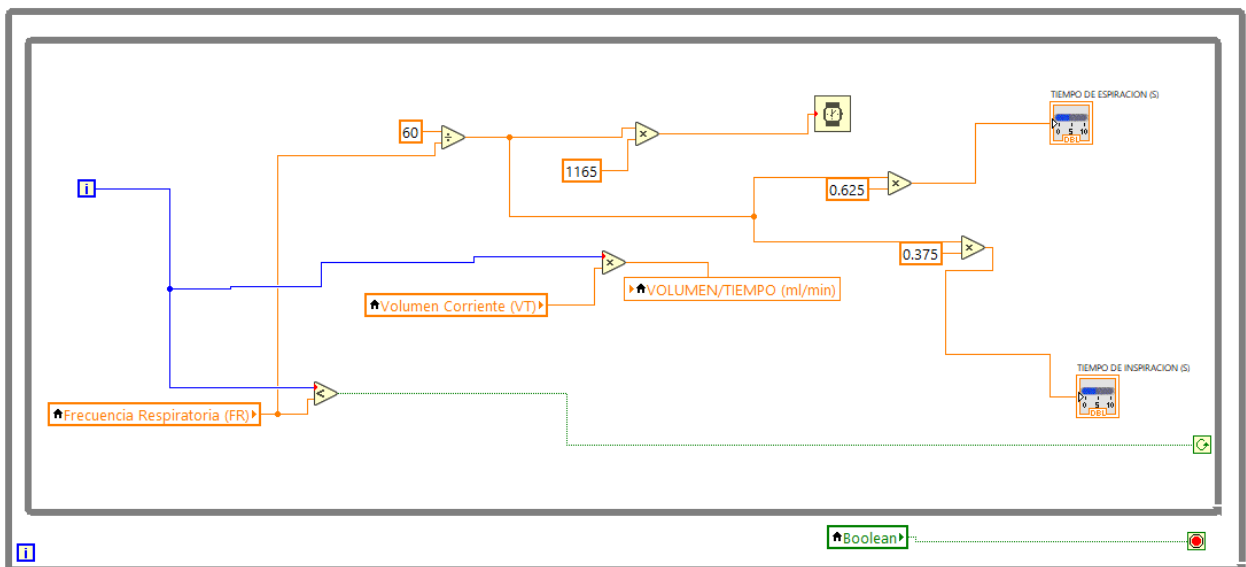 TIEMPO DE ESPIRACION (S)
0 5 10
DBL
60
÷
×
1165
i
0.625
×
0.375
×
×
VOLUMEN/TIEMPO (ml/min)
Volumen Corriente (VT)
TIEMPO DE INSPIRACION (S)
0 5 10
DBL
<
Frecuencia Respiratoria (FR)
Boolean
i